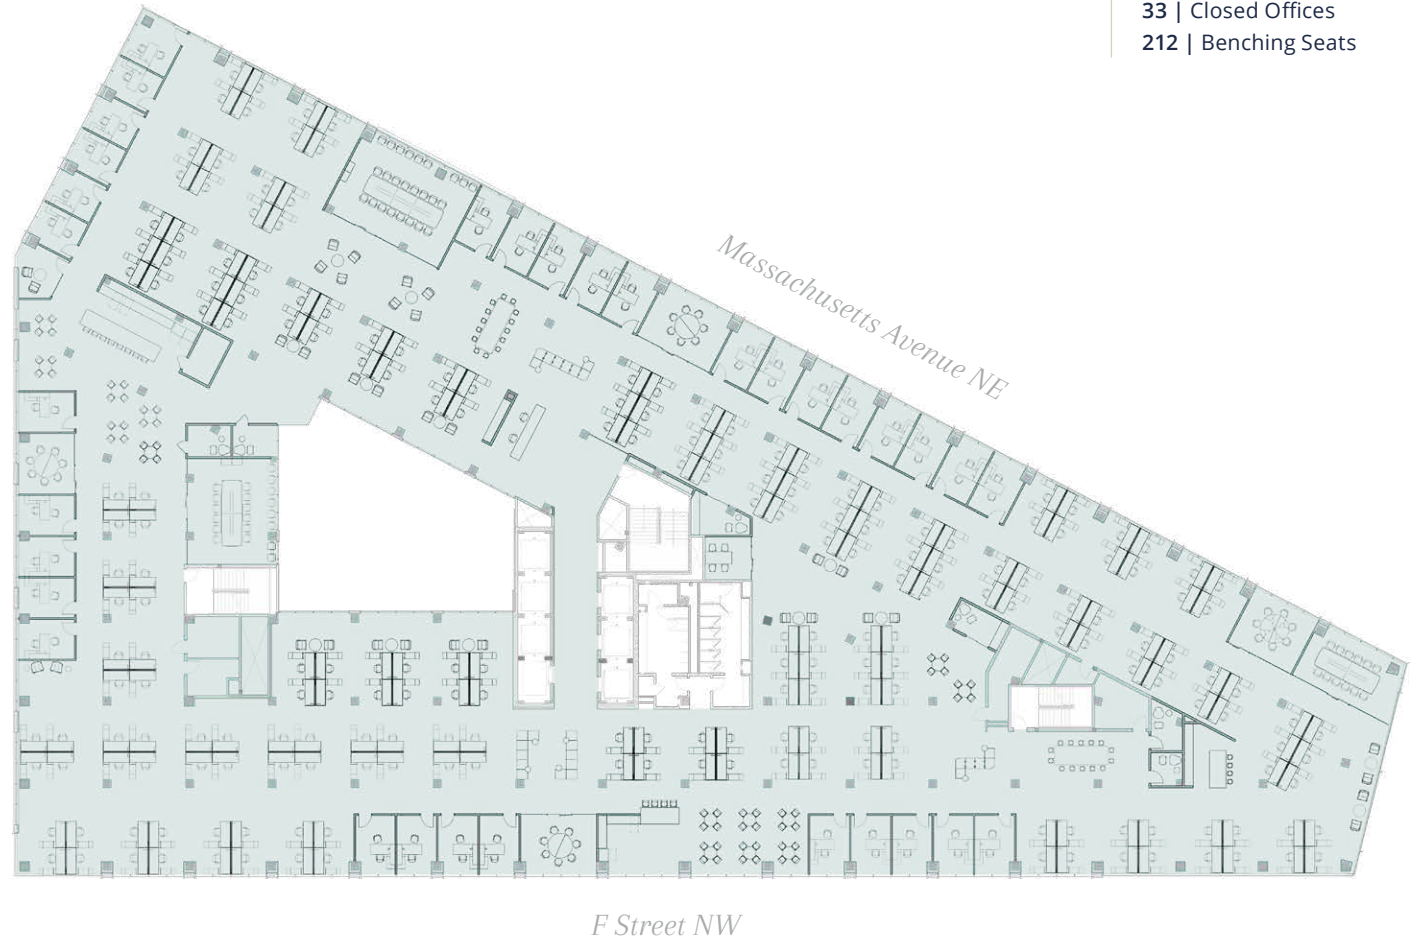 33 | Closed Offices
212 | Benching Seats
Massachusetts Avenue NE
F Street NW